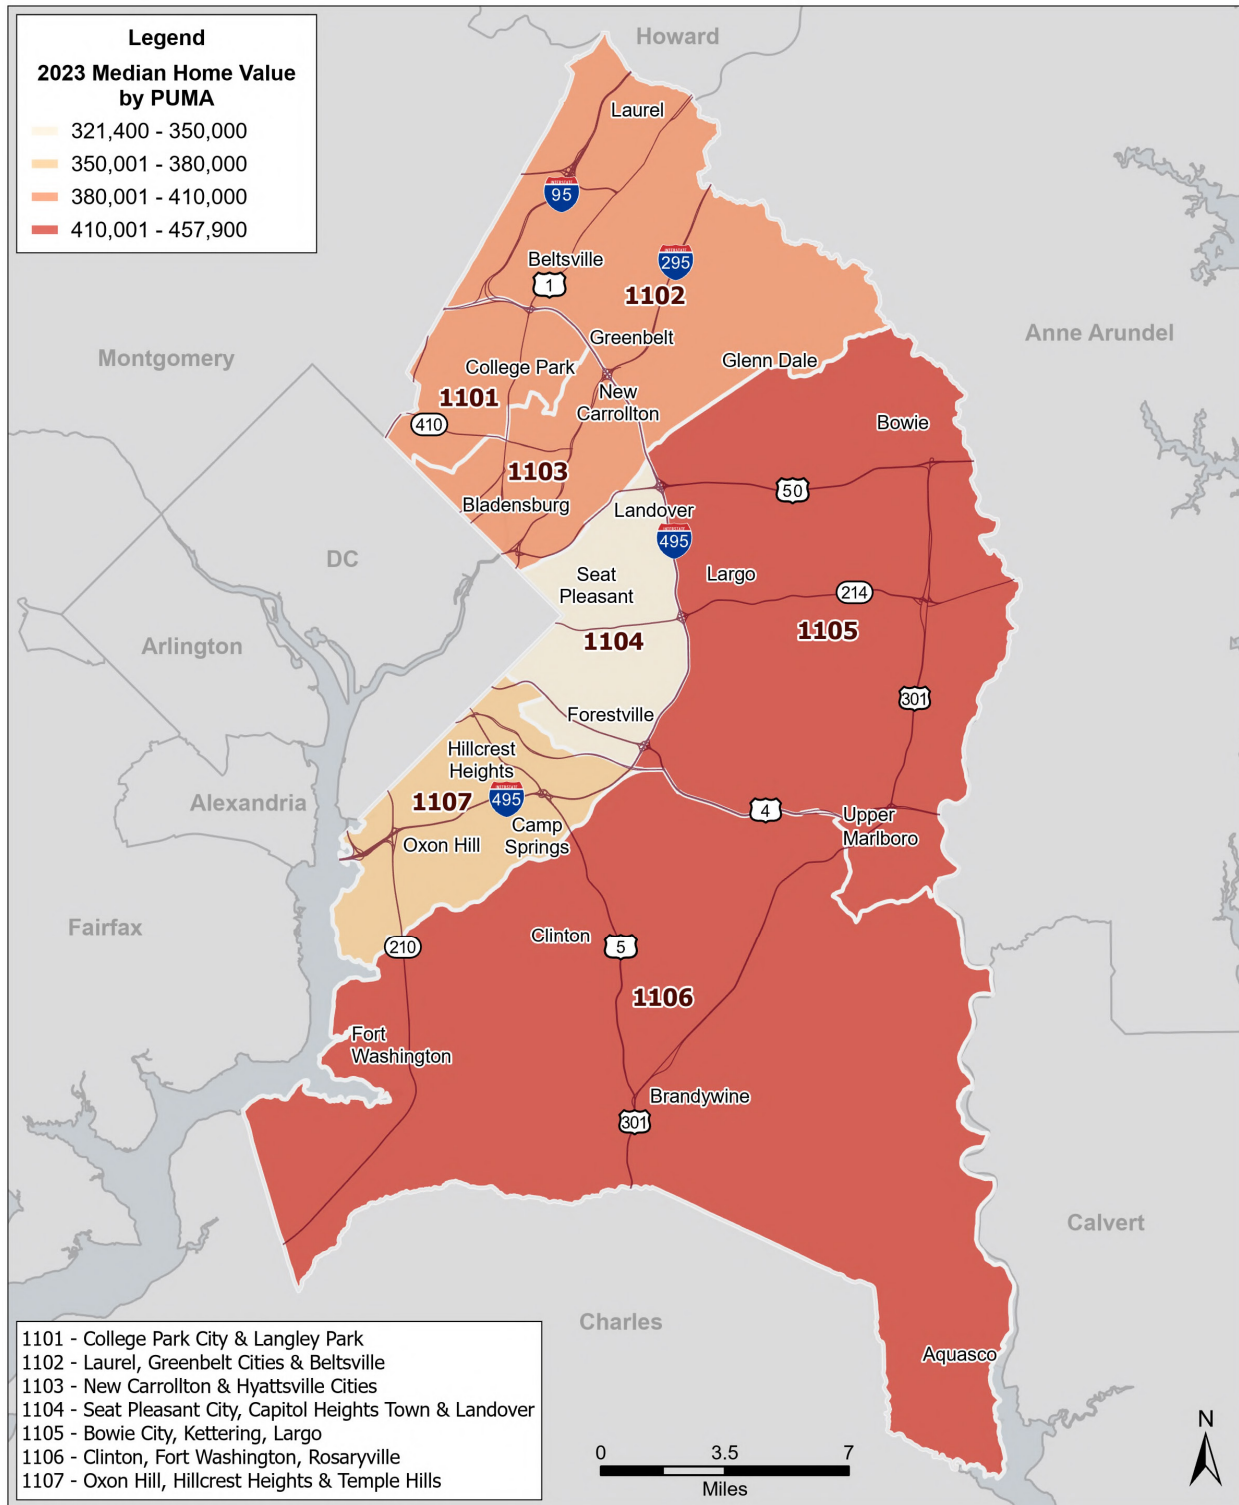 Legend
2023 Median Home Value
by PUMA
321,400 - 350,000
350,001 - 380,000
380,001 - 410,000
410,001 - 457,900
Howard
Laurel
INTERSTATE
95
Beltsville
1
INTERSTATE
295
1102
Anne Arundel
Montgomery
Greenbelt
Glenn Dale
College Park
1101
New
Carrollton
410
Bowie
1103
50
Bladensburg
Landover
INTERSTATE
495
DC
Seat
Pleasant
Largo
214
1104
1105
Arlington
301
Forestville
Hillcrest
Heights
1107
INTERSTATE
495
Alexandria
4
Upper
Marlboro
Camp
Springs
Oxon Hill
Fairfax
210
Clinton
5
1106
Fort
Washington
Brandywine
301
Calvert
Charles
Aquasco
1101 - College Park City & Langley Park
1102 - Laurel, Greenbelt Cities & Beltsville
1103 - New Carrollton & Hyattsville Cities
1104 - Seat Pleasant City, Capitol Heights Town & Landover
1105 - Bowie City, Kettering, Largo
1106 - Clinton, Fort Washington, Rosaryville
1107 - Oxon Hill, Hillcrest Heights & Temple Hills
0 3.5 7
Miles
N